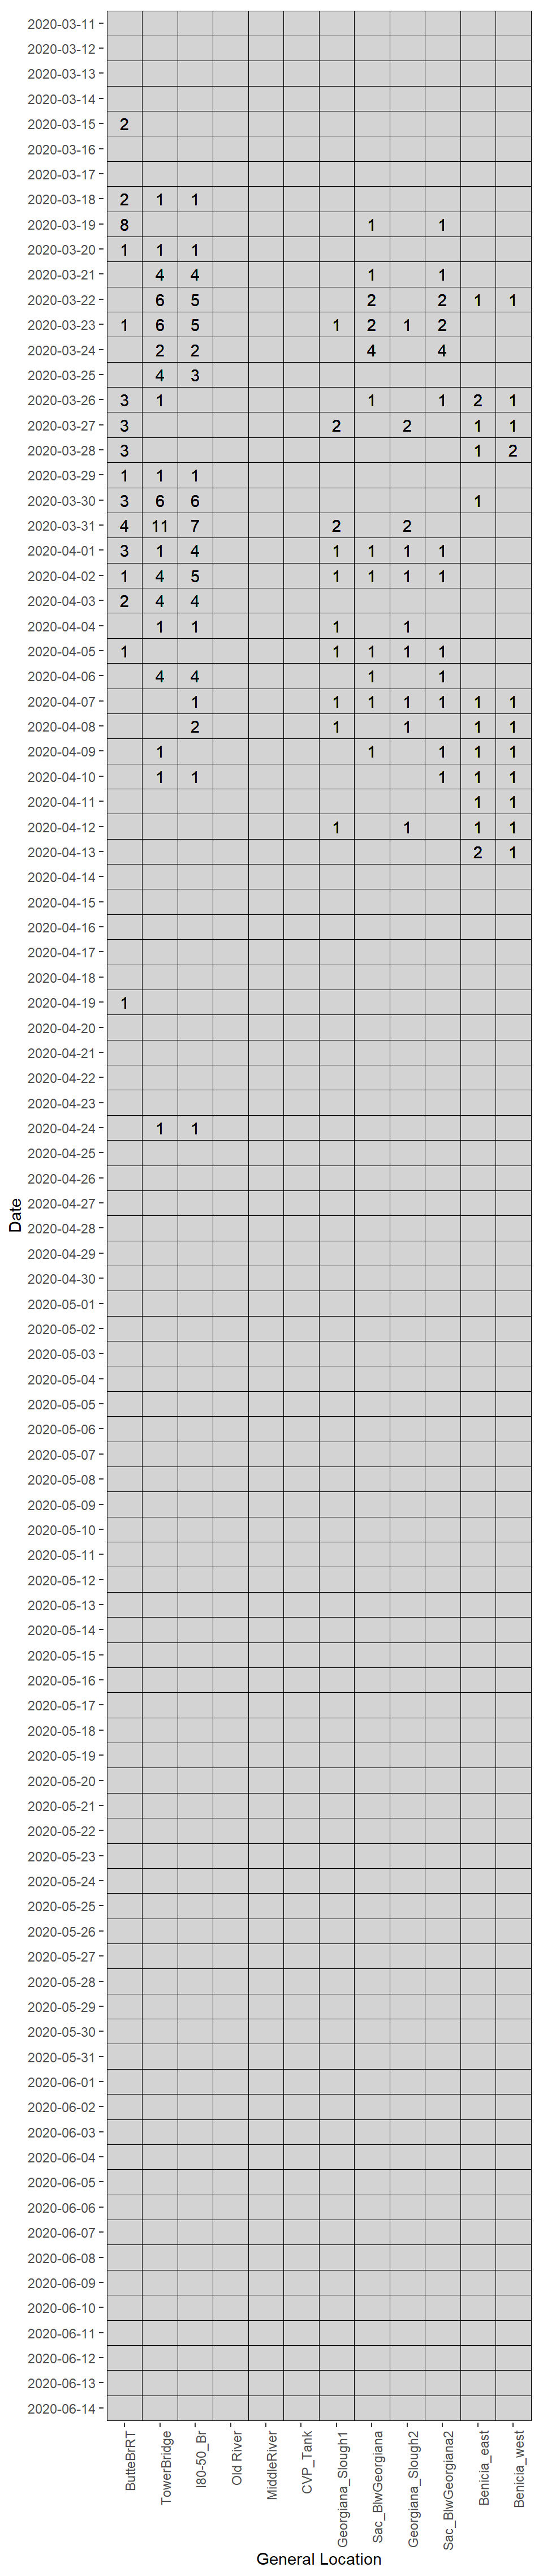 2020-03-11
2020-03-12
2020-03-13
2020-03-14
2020-03-15 2
2020-03-16
2020-03-17
2020-03-18 2 1 1
2020-03-19 8 1 1
2020-03-20 1 1 1
2020-03-21 4 4 1 1
2020-03-22 6 5 2 2 1 1
2020-03-23 1 6 5 1 2 1 2
2020-03-24 2 2 4 4
2020-03-25 4 3
2020-03-26 3 1 1 1 2 1
2020-03-27 3 2 2 1 1
2020-03-28 3 1 2
2020-03-29 1 1 1
2020-03-30 3 6 6 1
2020-03-31 4 11 7 2 2
2020-04-01 3 1 4 1 1 1 1
2020-04-02 1 4 5 1 1 1 1
2020-04-03 2 4 4
2020-04-04 1 1 1 1
2020-04-05 1 1 1 1 1
2020-04-06 4 4 1 1
2020-04-07 1 1 1 1 1 1 1
2020-04-08 2 1 1 1 1
2020-04-09 1 1 1 1 1
2020-04-10 1 1 1 1 1
2020-04-11 1 1
2020-04-12 1 1 1 1
2020-04-13 2 1
2020-04-14
2020-04-15
2020-04-16
2020-04-17
2020-04-18
2020-04-19 1
2020-04-20
2020-04-21
2020-04-22
2020-04-23
2020-04-24 1 1
2020-04-25
2020-04-26
2020-04-27
2020-04-28
2020-04-29
2020-04-30
2020-05-01
2020-05-02
2020-05-03
2020-05-04
2020-05-05
2020-05-06
2020-05-07
2020-05-08
2020-05-09
2020-05-10
2020-05-11
2020-05-12
2020-05-13
2020-05-14
2020-05-15
2020-05-16
2020-05-17
2020-05-18
2020-05-19
2020-05-20
2020-05-21
2020-05-22
2020-05-23
2020-05-24
2020-05-25
2020-05-26
2020-05-27
2020-05-28
2020-05-29
2020-05-30
2020-05-31
2020-06-01
2020-06-02
2020-06-03
2020-06-04
2020-06-05
2020-06-06
2020-06-07
2020-06-08
2020-06-09
2020-06-10
2020-06-11
2020-06-12
2020-06-13
2020-06-14
Date
ButteBrRT
TowerBridge
I80-50_Br
Old River
MiddleRiver
CVP_Tank
Georgiana_Slough1
Sac_BlwGeorgiana
Georgiana_Slough2
Sac_BlwGeorgiana2
Benicia_east
Benicia_west
General Location